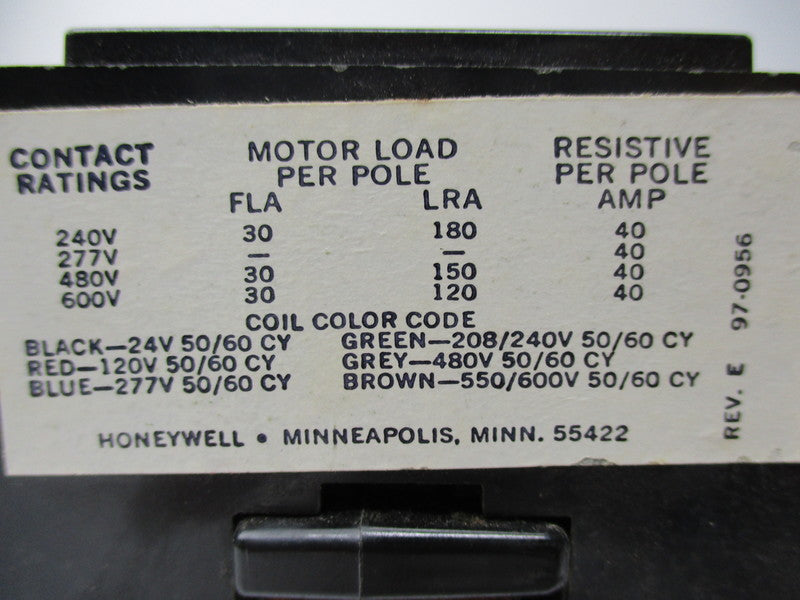 CONTACT RATINGS MOTOR LOAD PER POLE RESISTIVE PER POLE
FLA LRA AMP
240V 30 180 40
277V — — 40
480V 30 150 40
600V 30 120 40
COIL COLOR CODE
BLACK—24V 50/60 CY GREEN—208/240V 50/60 CY
RED—120V 50/60 CY GREY—480V 50/60 CY
BLUE—277V 50/60 CY BROWN—550/600V 50/60 CY
HONEYWELL • MINNEAPOLIS, MINN. 55422
REV. E 97-0956